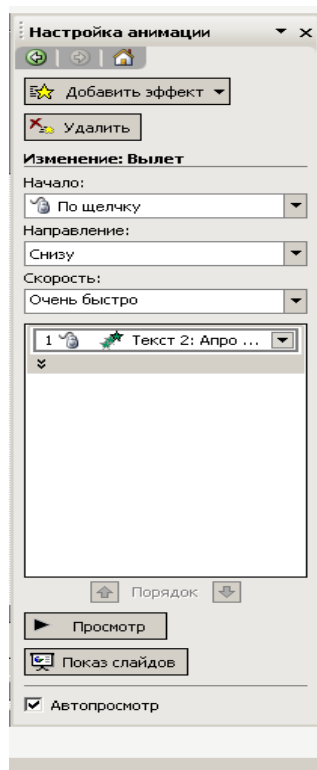 Настройка анимации
Добавить эффект
Удалить
Изменение: Вылет
Начало:
По щелчку
Направление:
Снизу
Скорость:
Очень быстро
1 Текст 2: Апро ...
Порядок
Просмотр
Показ слайдов
Автопросмотр